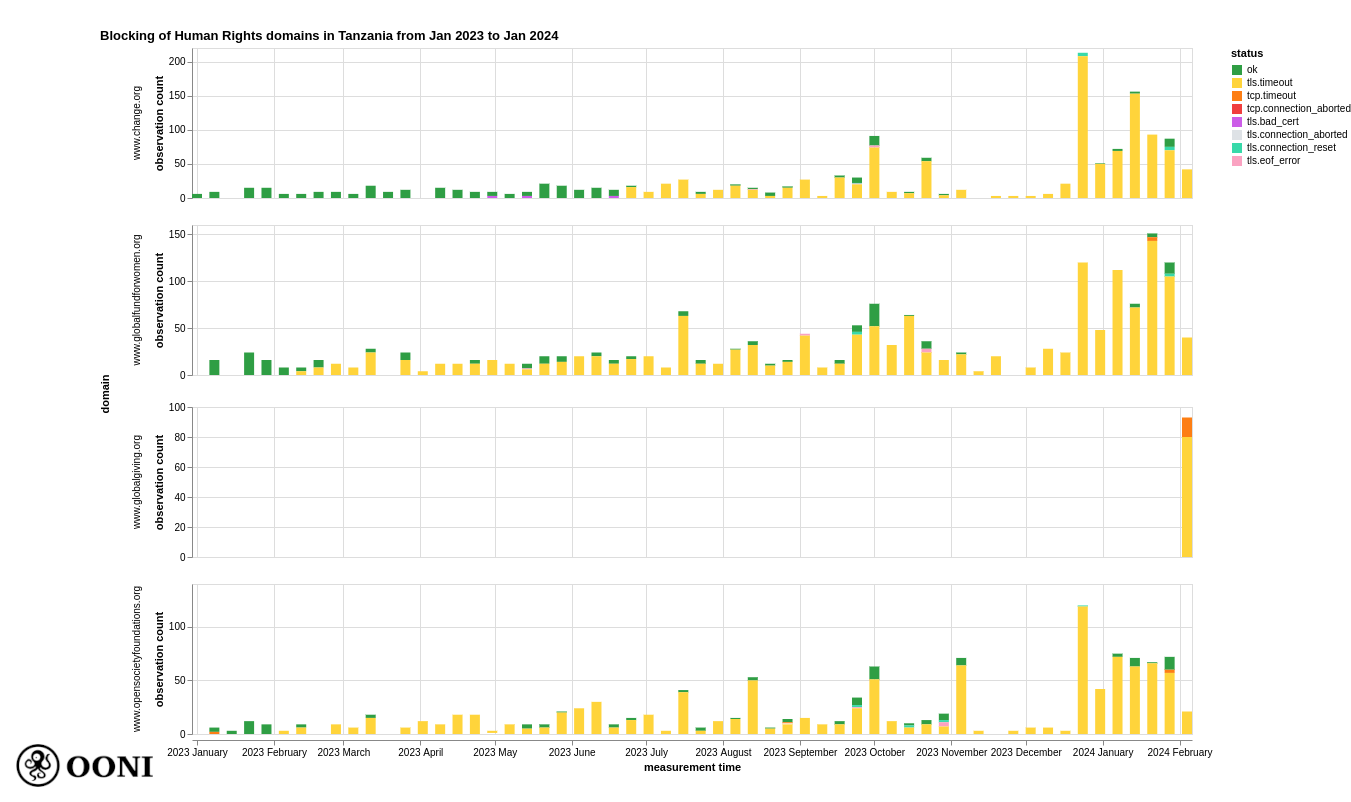 Blocking of Human Rights domains in Tanzania from Jan 2023 to Jan 2024
status
ok
tls.timeout
tcp.timeout
tcp.connection_aborted
tls.bad_cert
tls.connection_aborted
tls.connection_reset
tls.eof_error
domain
www.change.org
observation count
200
150
100
50
0
www.globalfundforwomen.org
observation count
150
100
50
0
www.globalgiving.org
observation count
100
80
60
40
20
0
www.opensocietyfoundations.org
observation count
100
50
0
2023 January 2023 February 2023 March 2023 April 2023 May 2023 June 2023 July 2023 August 2023 September 2023 October 2023 November 2023 December 2024 January 2024 February
measurement time
OONI